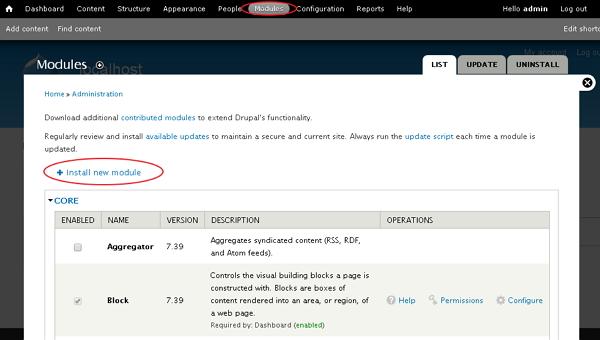 Dashboard Content Structure Appearance People Modules Configuration Reports Help Hello admin Log out
Add content Find content Edit shortc
My account Log ou
Modules localhost LIST UPDATE UNINSTALL
Home » Administration
Download additional contributed modules to extend Drupal's functionality.
Regularly review and install available updates to maintain a secure and current site. Always run the update script each time a module is
updated.
+ Install new module
CORE
ENABLED NAME VERSION DESCRIPTION OPERATIONS
Aggregator 7.39 Aggregates syndicated content (RSS, RDF,
and Atom feeds).
Controls the visual building blocks a page is
constructed with. Blocks are boxes of
Block 7.39 content rendered into an area, or region, of Help Permissions Configure
a web page.
Required by: Dashboard (enabled)